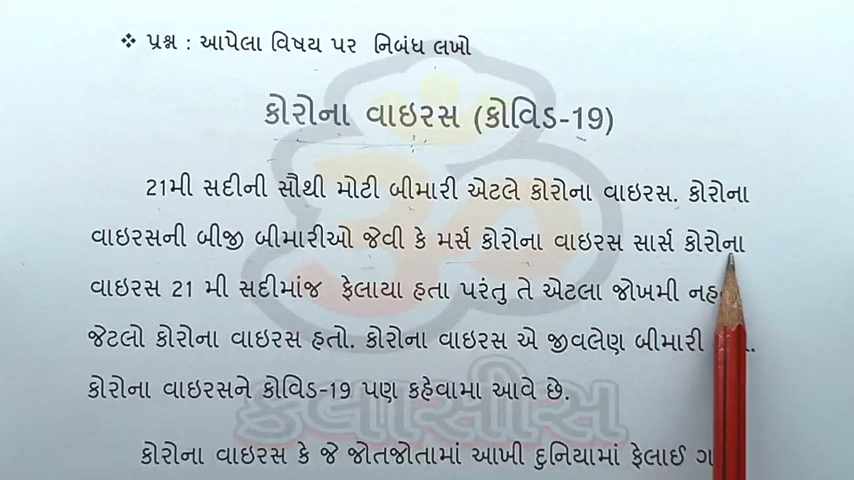 ❖ પ્રશ્ન : આપેલા વિષય પર નિબંધ લખો
કોરોના વાઇરસ (કોવિડ-19)
21મી સદીની સૌથી મોટી બીમારી એટલે કોરોના વાઇરસ. કોરોના
વાઇરસની બીજી બીમારીઓ જેવી કે મર્સ કોરોના વાઇરસ સાર્સ કોરોના
વાઇરસ 21 મી સદીમાંજ ફેલાયા હતા પરંતુ તે એટલા જોખમી
જેટલો કોરોના વાઇરસ હતો. કોરોના વાઇરસ એ જીવલેણ બીમારી
કોરોના વાઇરસને કોવિડ-19 પણ કહેવામા આવે છે.
કોરોના વાઇરસ કે જે જોતજોતામાં આખી દુનિયામાં ફેલાઈ
કલાસીસ